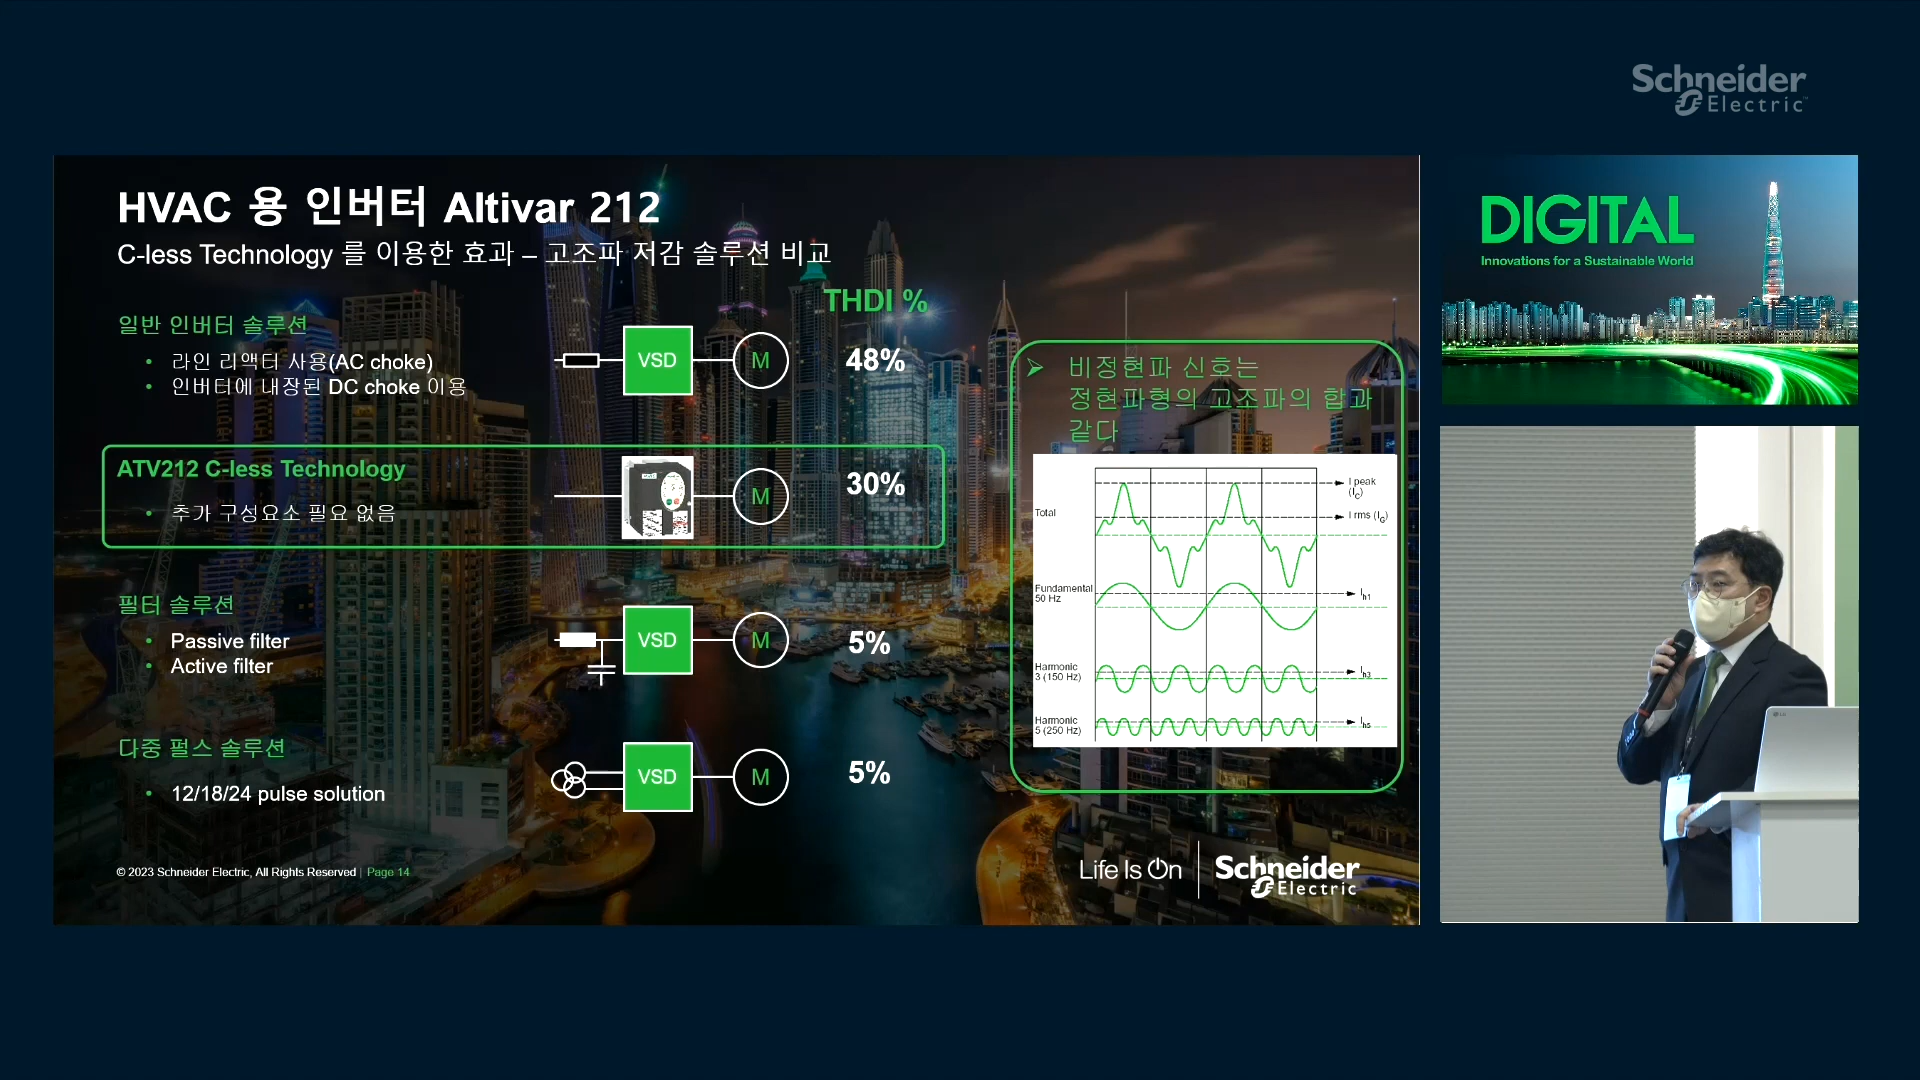 Schneider
Electric
HVAC 용 인버터 Altivar 212
C-less Technology 를 이용한 효과 – 고조파 저감 솔루션 비교
THDI %
일반 인버터 솔루션
• 라인 리액터 사용(AC choke)
• 인버터에 내장된 DC choke 이용
VSD
M
48%
ATV212 C-less Technology
• 추가 구성요소 필요 없음
M
30%
필터 솔루션
• Passive filter
• Active filter
VSD
M
5%
다중 펄스 솔루션
• 12/18/24 pulse solution
VSD
M
5%
비정현파 신호는
정현파형의 고조파의 합과
같다
I peak
(IC)
Total
I rms (IG)
Fundamental
50 Hz
Ih1
Harmonic
3 (150 Hz)
Ih3
Harmonic
5 (250 Hz)
Ih5
© 2023 Schneider Electric, All Rights Reserved | Page 14
Life Is On
Schneider
Electric
DIGITAL
Innovations for a Sustainable World